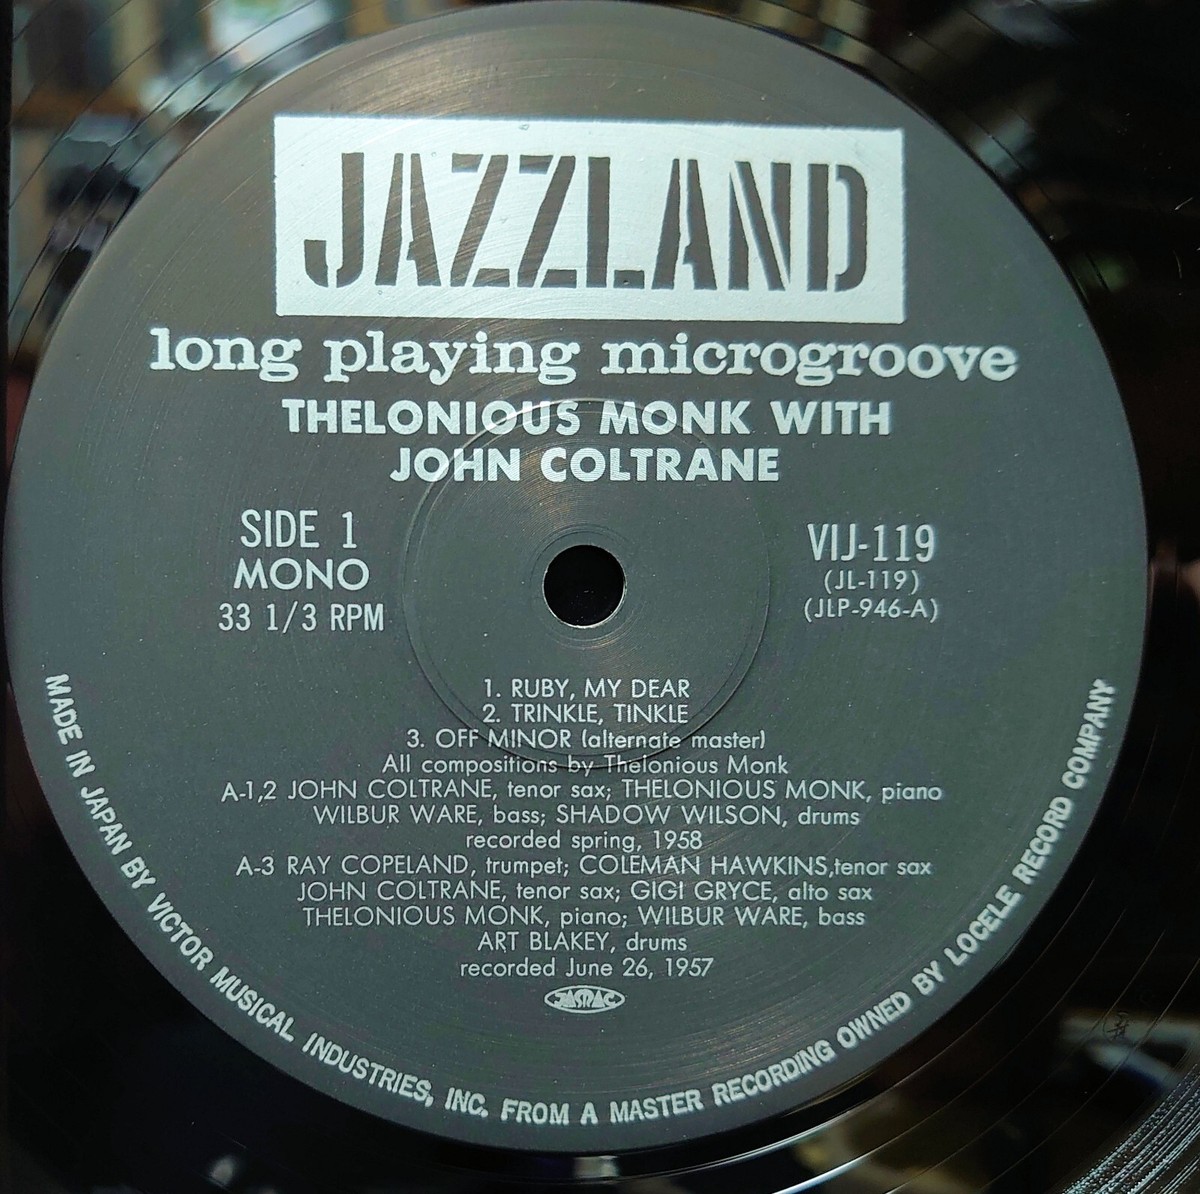 JAZZLAND
long playing microgroove
THELONIOUS MONK WITH
JOHN COLTRANE
SIDE 1
MONO
33 1/3 RPM
VIJ-119
(JL-119)
(JLP-946-A)
1. RUBY, MY DEAR
2. TRINKLE, TINKLE
3. OFF MINOR (alternate master)
All compositions by Thelonious Monk
A-1,2 JOHN COLTRANE, tenor sax; THELONIOUS MONK, piano
WILBUR WARE, bass; SHADOW WILSON, drums
recorded spring, 1958
A-3 RAY COPELAND, trumpet; COLEMAN HAWKINS,tenor sax
JOHN COLTRANE, tenor sax; GIGI GRYCE, alto sax
THELONIOUS MONK, piano; WILBUR WARE, bass
ART BLAKEY, drums
recorded June 26, 1957
JASRAC
MADE IN JAPAN BY VICTOR MUSICAL INDUSTRIES, INC. FROM A MASTER RECORDING OWNED BY LOCELE RECORD COMPANY